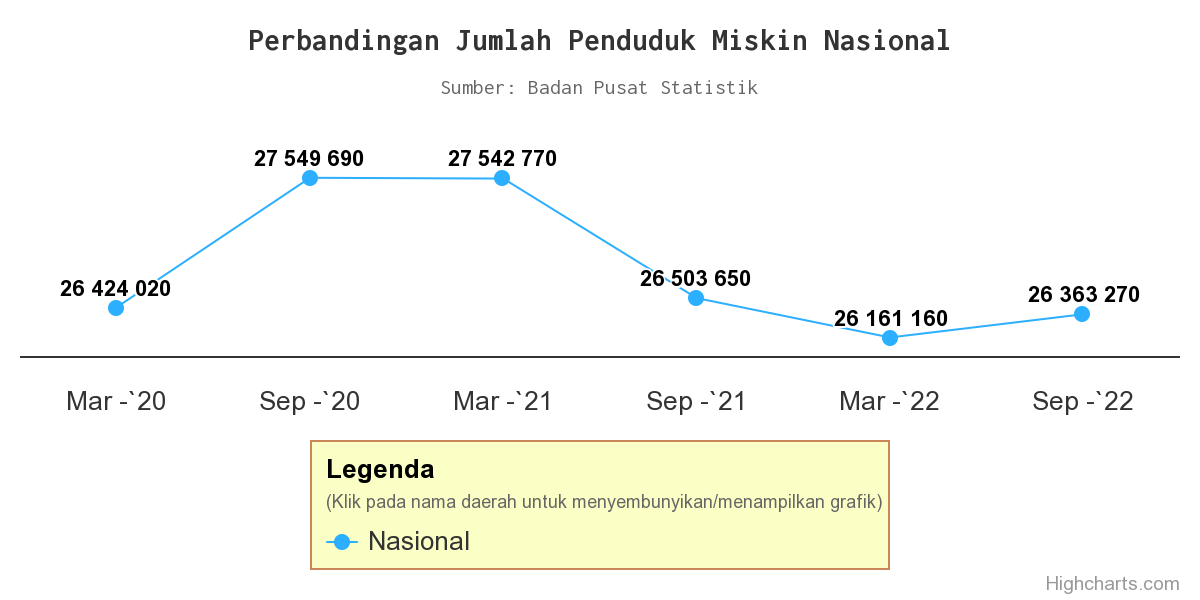 Perbandingan Jumlah Penduduk Miskin Nasional
Sumber: Badan Pusat Statistik
27 549 690
27 542 770
26 424 020
26 503 650
26 161 160
26 363 270
Mar -`20
Sep -`20
Mar -`21
Sep -`21
Mar -`22
Sep -`22
Legenda
(Klik pada nama daerah untuk menyembunyikan/menampilkan grafik)
Nasional
Highcharts.com